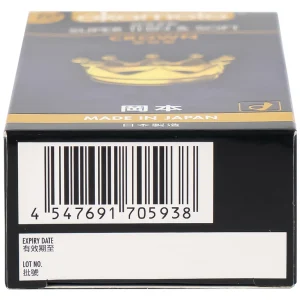 okamoto
SUPER THIN & SOFT
CROWN
岡本
MADE IN JAPAN
日本製造
4 547691 705938
EXPIRY DATE
有效期至
LOT NO.
批號